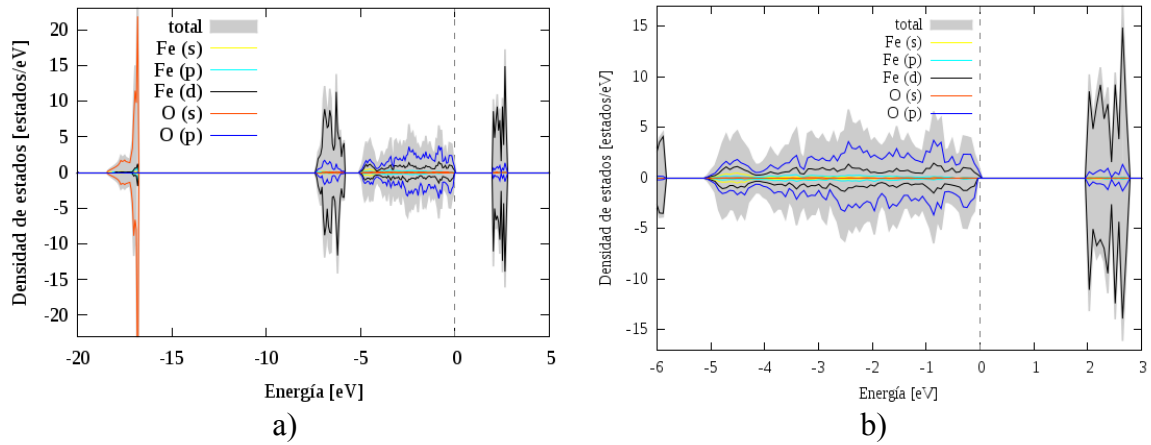 total
Fe (s)
Fe (p)
Fe (d)
O (s)
O (p)
Densidad de estados [estados/eV]
20
15
10
5
0
-5
-10
-15
-20
-20
-15
-10
-5
0
5
Energía [eV]
a)
total
Fe (s)
Fe (p)
Fe (d)
O (s)
O (p)
Densidad de estados [estados/eV]
15
10
5
0
-5
-10
-15
-6
-5
-4
-3
-2
-1
0
1
2
3
Energía [eV]
b)